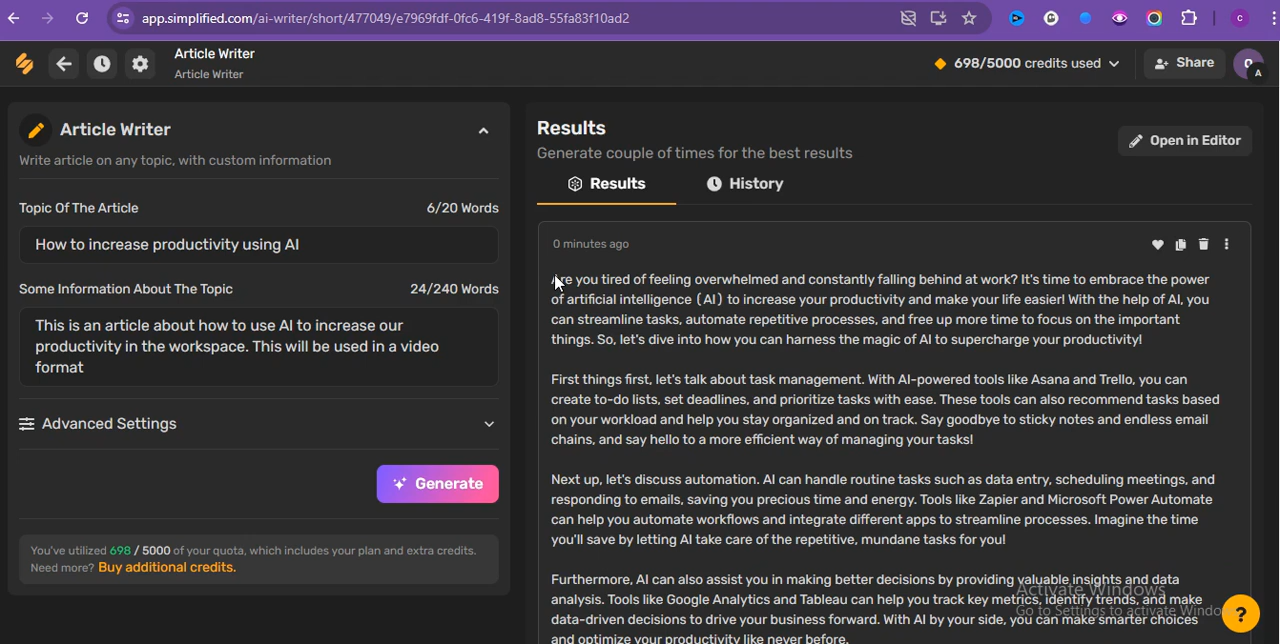 app.simplified.com/ai-writer/short/477049/e7969fdf-0fc6-419f-8ad8-55fa83f10ad2
C
Article Writer
Article Writer
698/5000 credits used
Share
A
Article Writer
Write article on any topic, with custom information
Topic Of The Article
6/20 Words
How to increase productivity using AI
Some Information About The Topic
24/240 Words
This is an article about how to use AI to increase our
productivity in the workspace. This will be used in a video
format
Advanced Settings
Generate
You've utilized 698 / 5000 of your quota, which includes your plan and extra credits.
Need more? Buy additional credits.
Results
Generate couple of times for the best results
Open in Editor
Results
History
0 minutes ago
Are you tired of feeling overwhelmed and constantly falling behind at work? It's time to embrace the power
of artificial intelligence (AI) to increase your productivity and make your life easier! With the help of AI, you
can streamline tasks, automate repetitive processes, and free up more time to focus on the important
things. So, let's dive into how you can harness the magic of AI to supercharge your productivity!
First things first, let's talk about task management. With AI-powered tools like Asana and Trello, you can
create to-do lists, set deadlines, and prioritize tasks with ease. These tools can also recommend tasks based
on your workload and help you stay organized and on track. Say goodbye to sticky notes and endless email
chains, and say hello to a more efficient way of managing your tasks!
Next up, let's discuss automation. AI can handle routine tasks such as data entry, scheduling meetings, and
responding to emails, saving you precious time and energy. Tools like Zapier and Microsoft Power Automate
can help you automate workflows and integrate different apps to streamline processes. Imagine the time
you'll save by letting AI take care of the repetitive, mundane tasks for you!
Furthermore, AI can also assist you in making better decisions by providing valuable insights and data
analysis. Tools like Google Analytics and Tableau can help you track key metrics, identify trends, and make
data-driven decisions to drive your business forward. With AI by your side, you can make smarter choices
and optimize your productivity like never before.
Activate Windows
Go to Settings to activate Windo
?